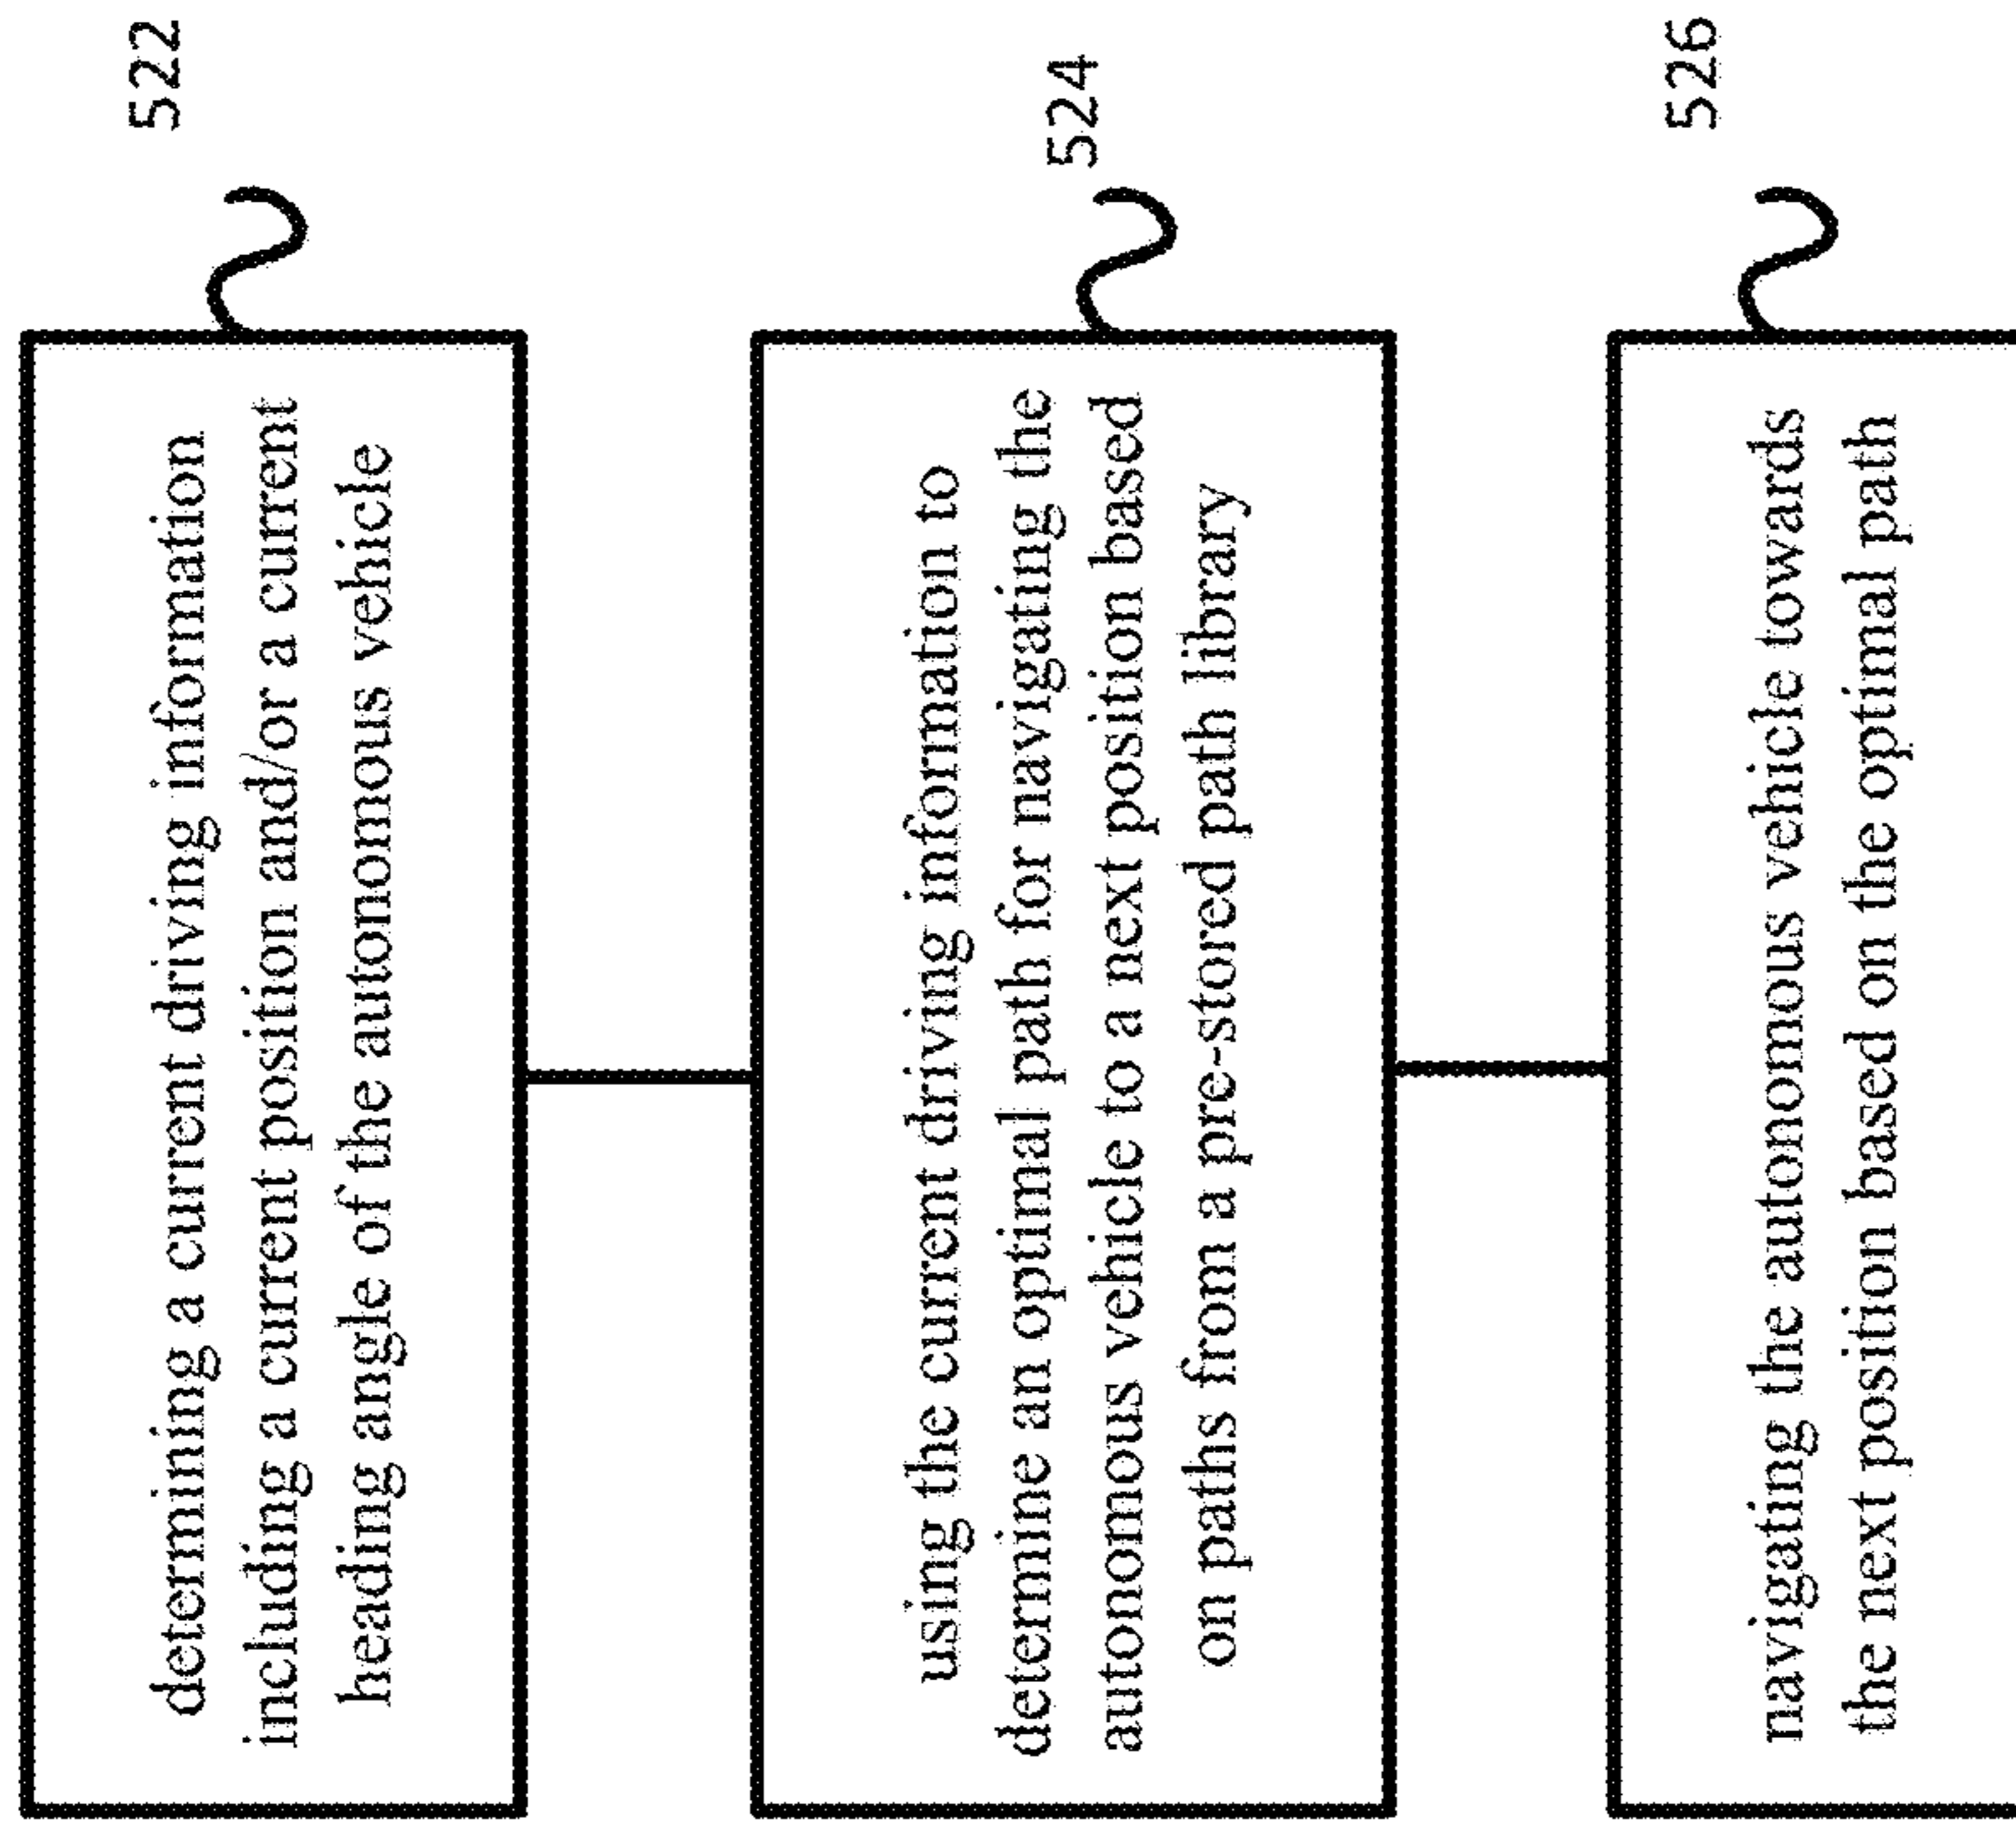 522
determining a current driving information
including a current position and/or a current
heading angle of the autonomous vehicle
524
using the current driving information to
determine an optimal path for navigating the
autonomous vehicle to a next position based
on paths from a pre-stored path library
526
navigating the autonomous vehicle towards
the next position based on the optimal path